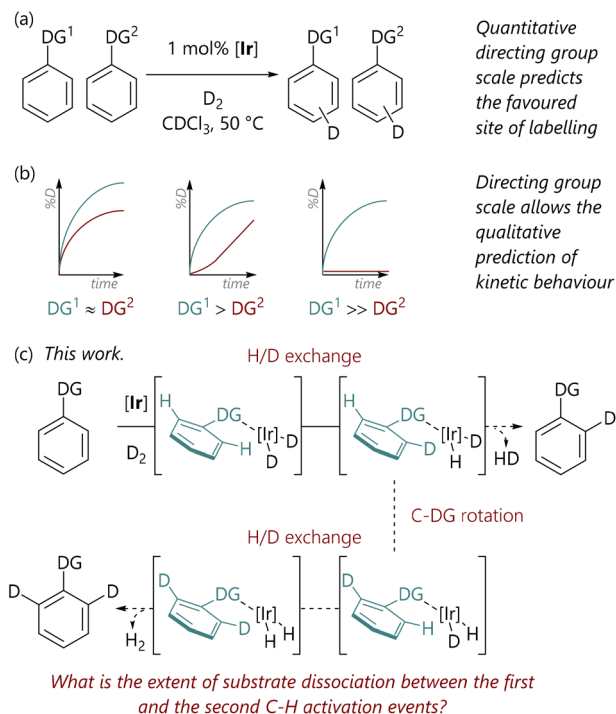 (a)
DG¹ DG² 1 mol% [Ir] DG¹ DG²
D₂
CDCl₃, 50 °C
D D
Quantitative
directing group
scale predicts
the favoured
site of labelling
(b)
%D %D %D
time time time
DG¹ ≈ DG² DG¹ > DG² DG¹ >> DG²
Directing group
scale allows the
qualitative
prediction of
kinetic behaviour
(c) This work.
H/D exchange
DG [Ir] H DG H DG DG
D₂ H [Ir] D D [Ir] D D
D H HD
C-DG rotation
H/D exchange
DG D DG D DG
D D D [Ir] H H [Ir] H
H₂ H D
What is the extent of substrate dissociation between the first
and the second C-H activation events?